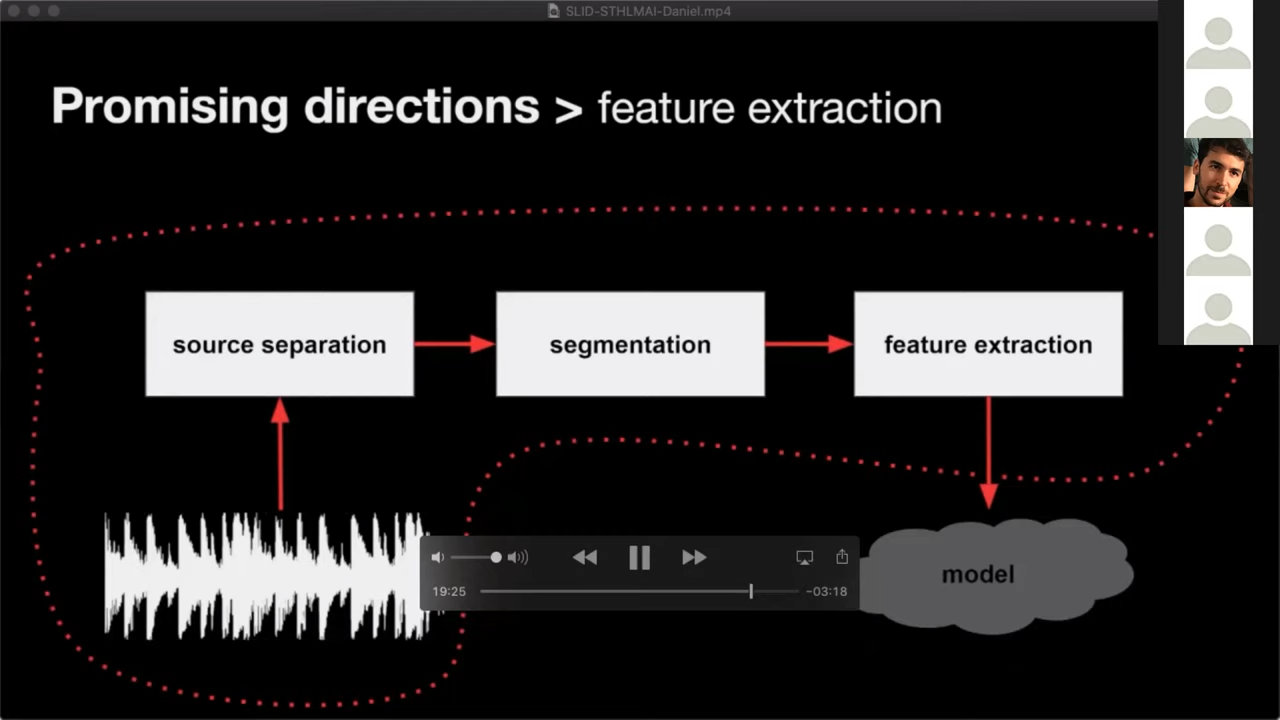 SLID-STHLMAI-Daniel.mp4
Promising directions > feature extraction
source separation
segmentation
feature extraction
model
19:25
-03:18